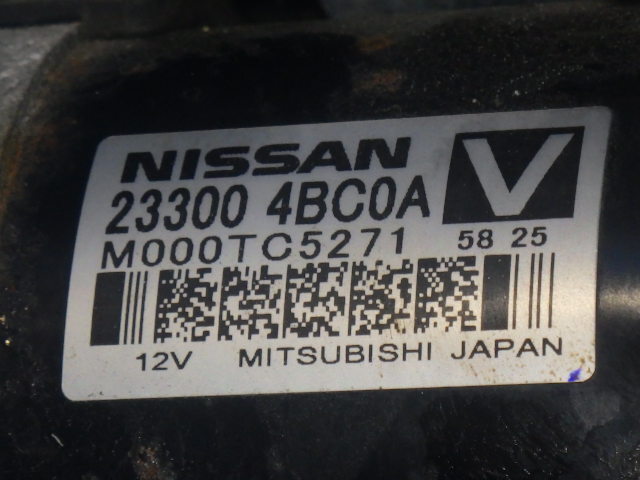 NISSAN V
23300 4BC0A
M000TC5271 58 25
12V MITSUBISHI JAPAN